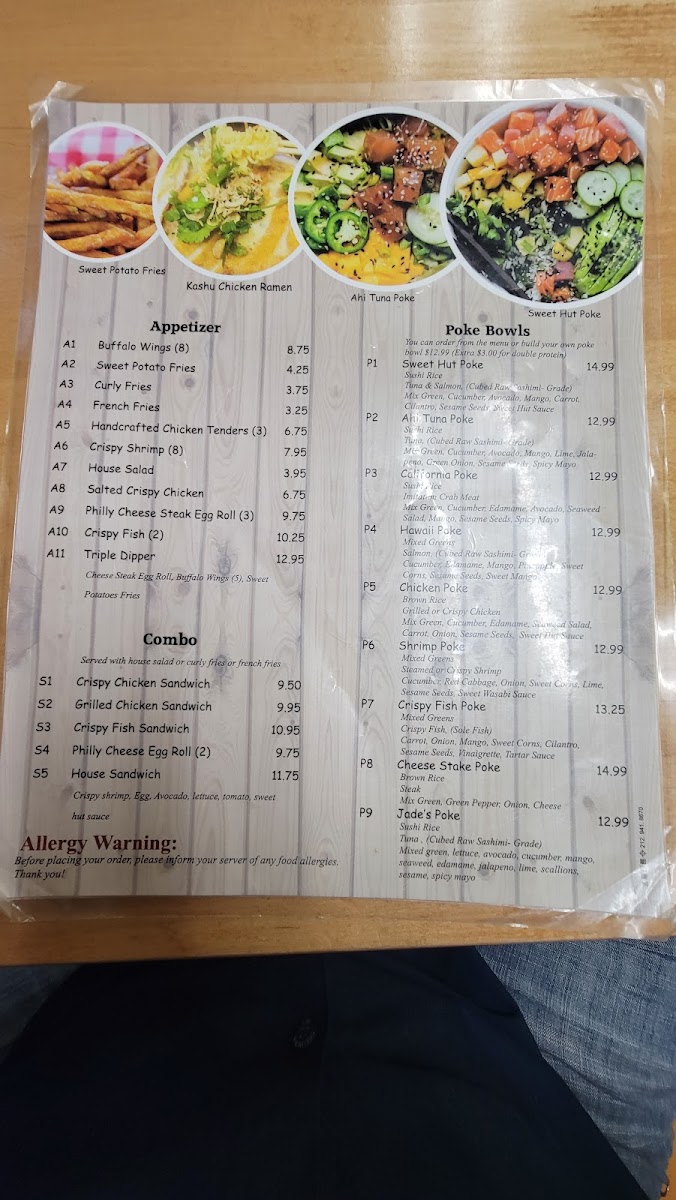 Sweet Potato Fries
Kashu Chicken Ramen
Ahi Tuna Poke
Sweet Hut Poke
Appetizer
A1 Buffalo Wings (8) 8.75
A2 Sweet Potato Fries 4.25
A3 Curly Fries 3.75
A4 French Fries 3.25
A5 Handcrafted Chicken Tenders (3) 6.75
A6 Crispy Shrimp (8) 7.95
A7 House Salad 3.95
A8 Salted Crispy Chicken 6.75
A9 Philly Cheese Steak Egg Roll (3) 9.75
A10 Crispy Fish (2) 10.25
A11 Triple Dipper 12.95
Cheese Steak Egg Roll, Buffalo Wings (5), Sweet
Potatoes Fries
Combo
Served with house salad or curly fries or french fries
S1 Crispy Chicken Sandwich 9.50
S2 Grilled Chicken Sandwich 9.95
S3 Crispy Fish Sandwich 10.95
S4 Philly Cheese Egg Roll (2) 9.75
S5 House Sandwich 11.75
Crispy shrimp, Egg, Avocado, lettuce, tomato, sweet
hut sauce
Allergy Warning:
Before placing your order, please inform your server of any food allergies.
Thank you!
Poke Bowls
You can order from the menu or build your own poke
bowl $12.99 (Extra $3.00 for double protein)
P1 Sweet Hut Poke 14.99
Sushi Rice
Tuna & Salmon, (Cubed Raw Sashimi- Grade)
Mix Green, Cucumber, Avocado, Mango, Carrot,
Cilantro, Sesame Seeds, Sweet Hut Sauce
P2 Ahi Tuna Poke 12.99
Sushi Rice
Tuna, (Cubed Raw Sashimi- Grade)
Mix Green, Cucumber, Avocado, Mango, Lime, Jala-
peno, Green Onion, Sesame Seeds, Spicy Mayo
P3 California Poke 12.99
Sushi Rice
Imitation Crab Meat
Mix Green, Cucumber, Edamame, Avocado, Seaweed
Salad, Mango, Sesame Seeds, Spicy Mayo
P4 Hawaii Poke 12.99
Mixed Greens
Salmon, (Cubed Raw Sashimi- Grade)
Cucumber, Edamame, Mango, Pineapple, Sweet
Corn, Sesame Seeds, Sweet Mango
P5 Chicken Poke 12.99
Brown Rice
Grilled or Crispy Chicken
Mix Green, Cucumber, Edamame, Seaweed Salad,
Carrot, Onion, Sesame Seeds, Sweet Hut Sauce
P6 Shrimp Poke 12.99
Mixed Greens
Steamed or Crispy Shrimp
Cucumber, Red Cabbage, Onion, Sweet Corns, Lime,
Sesame Seeds, Sweet Wasabi Sauce
P7 Crispy Fish Poke 13.25
Mixed Greens
Crispy Fish, (Sole Fish)
Carrot, Onion, Mango, Sweet Corns, Cilantro,
Sesame Seeds, Vinaigrette, Tartar Sauce
P8 Cheese Stake Poke 14.99
Brown Rice
Steak
Mix Green, Green Pepper, Onion, Cheese
P9 Jade's Poke 12.99
Sushi Rice
Tuna , (Cubed Raw Sashimi- Grade)
Mixed green, lettuce, avocado, cucumber, mango,
seaweed, edamame, jalapeno, lime, scallions,
sesame, spicy mayo
212. 941. 8670